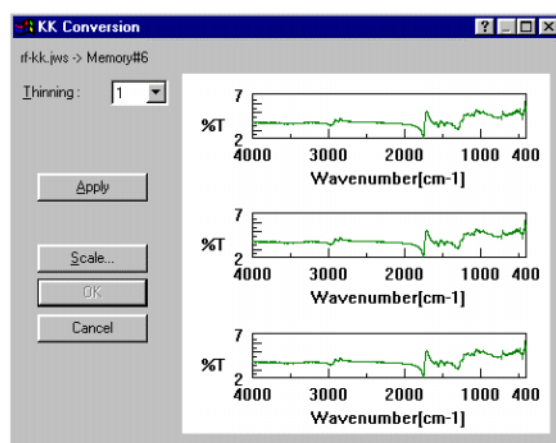 KK Conversion
rf-kk.jws -> Memory#6
Thinning : 1
Apply
Scale...
OK
Cancel
7
%T
2
4000 3000 2000 1000 400
Wavenumber[cm-1]
7
%T
2
4000 3000 2000 1000 400
Wavenumber[cm-1]
7
%T
2
4000 3000 2000 1000 400
Wavenumber[cm-1]